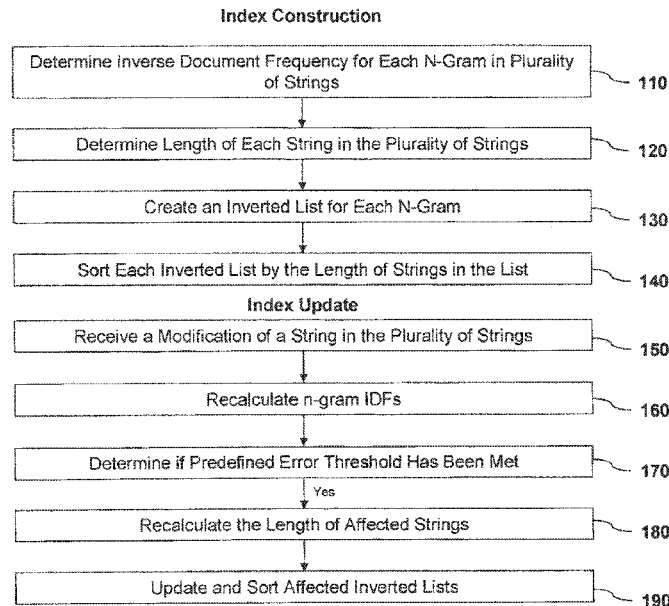 Index Construction
Determine Inverse Document Frequency for Each N-Gram in Plurality
of Strings
110
Determine Length of Each String in the Plurality of Strings
120
Create an Inverted List for Each N-Gram
130
Sort Each Inverted List by the Length of Strings in the List
140
Index Update
Receive a Modification of a String in the Plurality of Strings
150
Recalculate n-gram IDFs
160
Determine if Predefined Error Threshold Has Been Met
170
Yes
Recalculate the Length of Affected Strings
180
Update and Sort Affected Inverted Lists
190